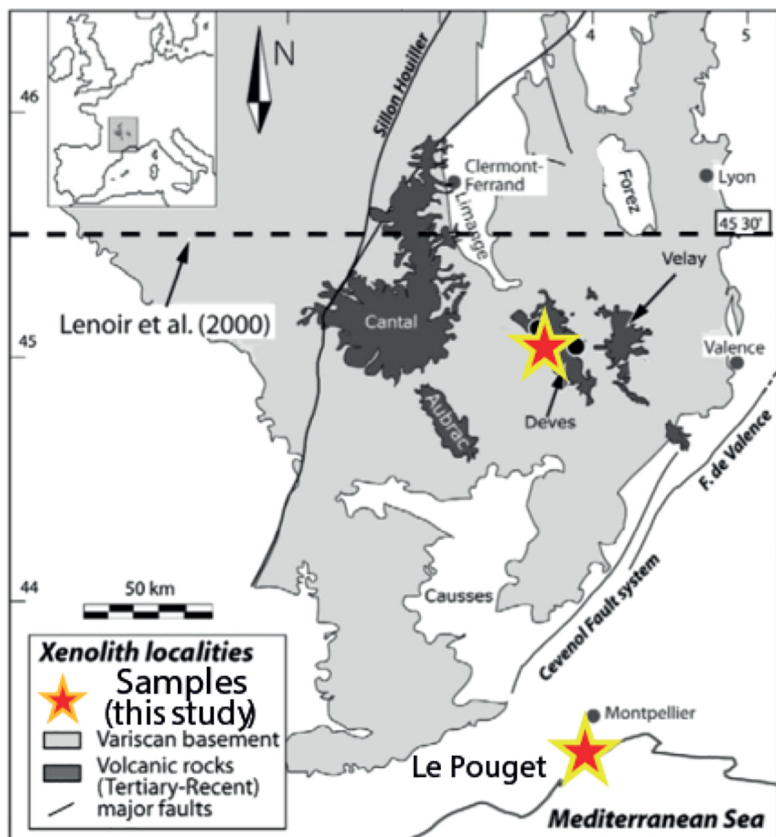 4
5
N
Sillon Houiller
46
Clermont-
Ferrand
Lyon
Forez
Limange
45 30'
Velay
Lenoir et al. (2000)
Cantal
45
Valence
Deves
Aubrac
F. de Valence
44
50 km
Causses
Cevenol Fault system
Xenolith localities
Samples
(this study)
Variscan basement
Volcanic rocks
(Tertiary-Recent)
major faults
Montpellier
Le Pouget
Mediterranean Sea